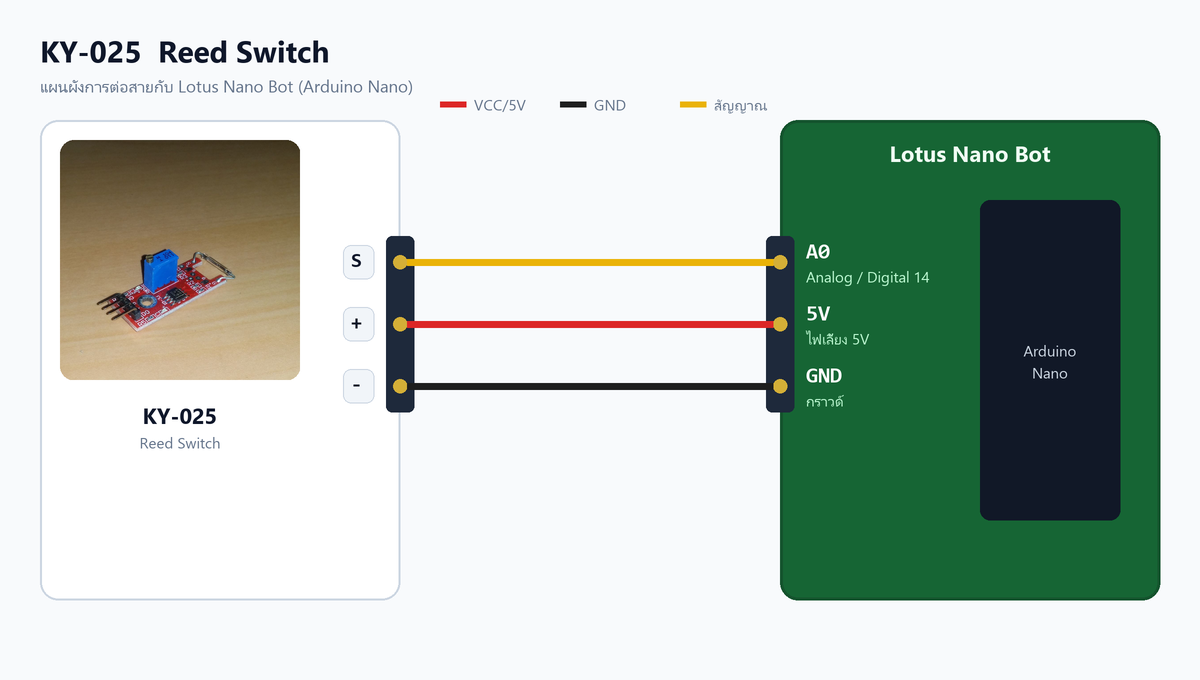 KY-025 Reed Switch
แผนผังการต่อสายกับ Lotus Nano Bot (Arduino Nano)
VCC/5V
GND
สัญญาณ
Lotus Nano Bot
S
+
-
A0
Analog / Digital 14
5V
ไฟเลี้ยง 5V
GND
กราวด์
Arduino
Nano
KY-025
Reed Switch